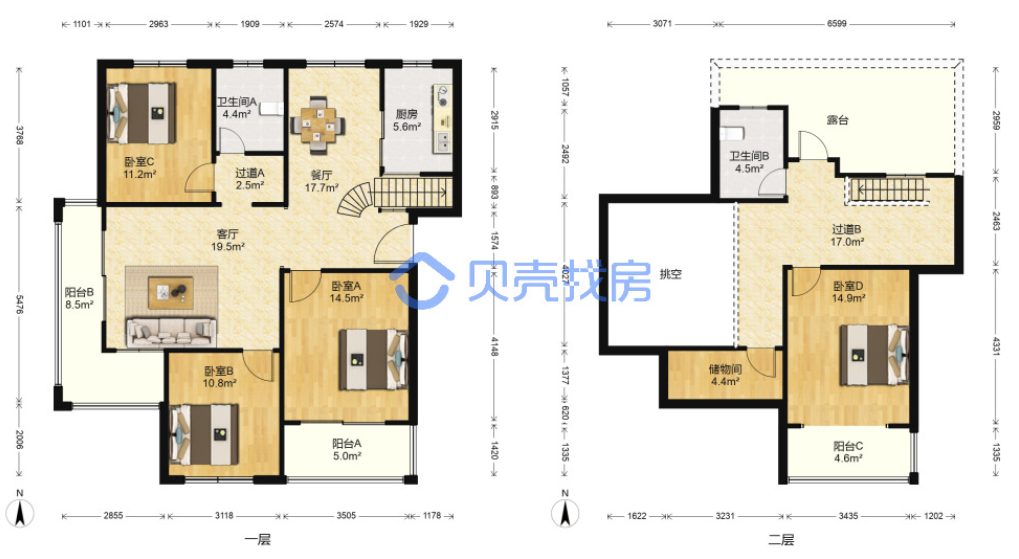 1101 2963 1909 2574 1929
3071 6599
3768
5476
2006
卧室C
11.2m²
卫生间A
4.4m²
过道A
2.5m²
餐厅
17.7m²
厨房
5.6m²
客厅
19.5m²
阳台B
8.5m²
卧室A
14.5m²
卧室B
10.8m²
阳台A
5.0m²
2915
893
1574
4148
1420
贝壳找房
1057
2492
4027
1377
620
1335
露台
卫生间B
4.5m²
过道B
17.0m²
挑空
卧室D
14.9m²
储物间
4.4m²
阳台C
4.6m²
2959
2463
4331
1335
N
2855 3118 3505 1178
一层
N
1622 3231 3435 1202
二层